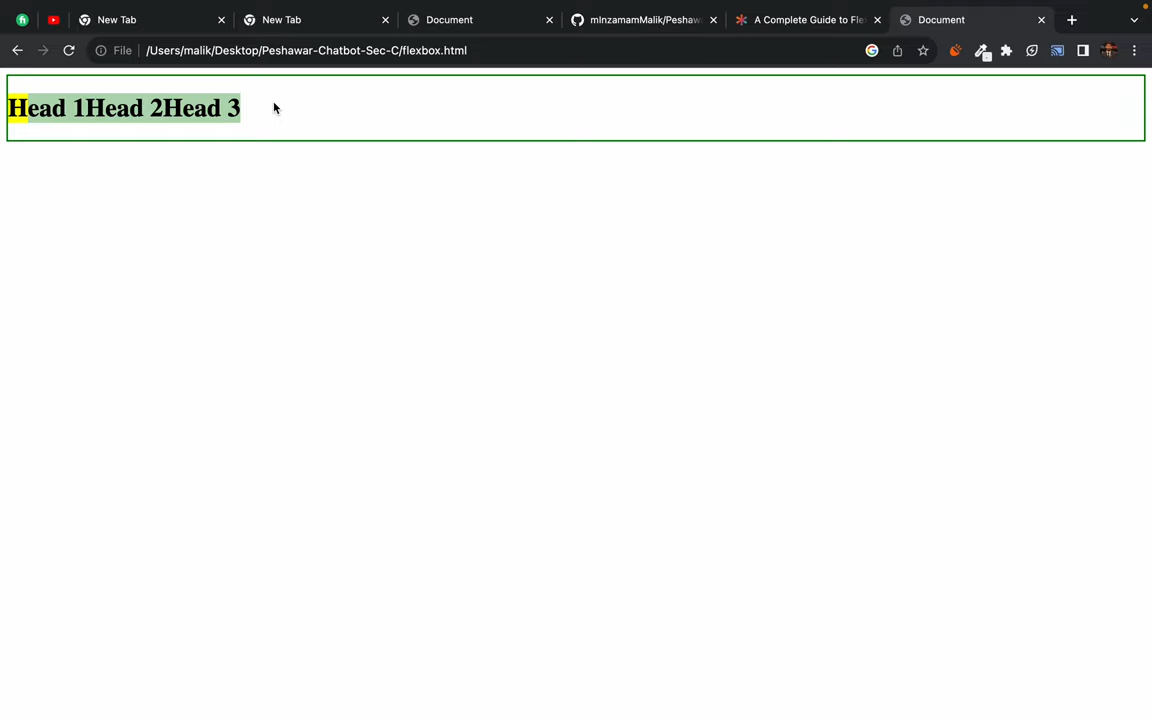 New Tab
New Tab
Document
mInzamamMalik/Peshaw
A Complete Guide to Fle
Document
File
/Users/malik/Desktop/Peshawar-Chatbot-Sec-C/flexbox.html
Head 1Head 2Head 3